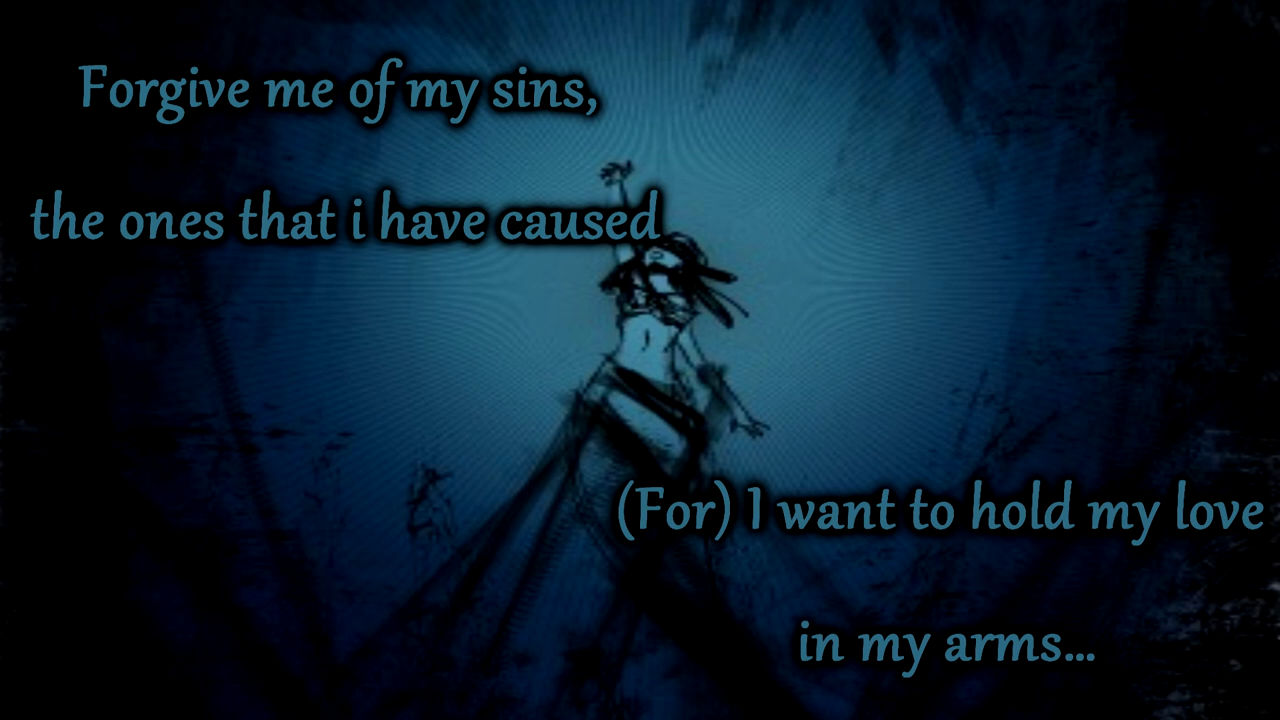 Forgive me of my sins,
the ones that i have caused
(For) I want to hold my love
in my arms...